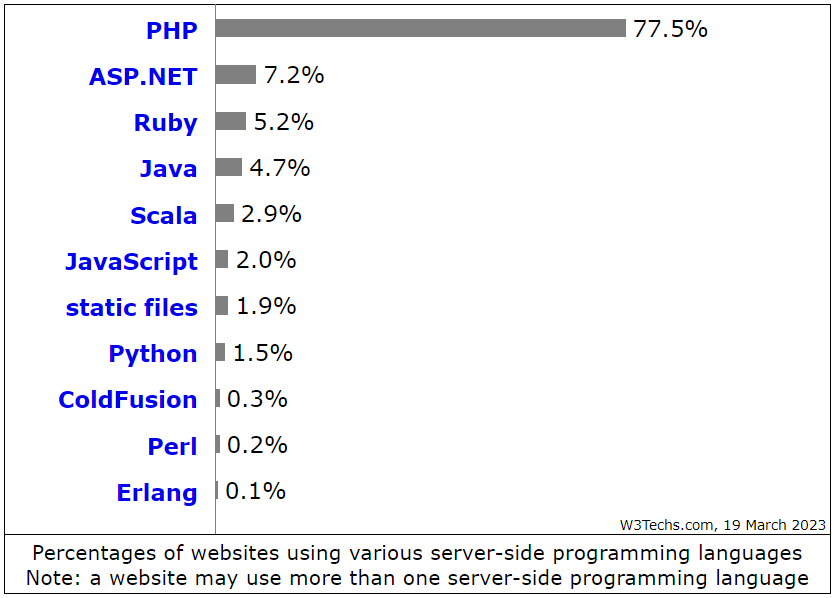 PHP 77.5%
ASP.NET 7.2%
Ruby 5.2%
Java 4.7%
Scala 2.9%
JavaScript 2.0%
static files 1.9%
Python 1.5%
ColdFusion 0.3%
Perl 0.2%
Erlang 0.1%
W3Techs.com, 19 March 2023
Percentages of websites using various server-side programming languages
Note: a website may use more than one server-side programming language